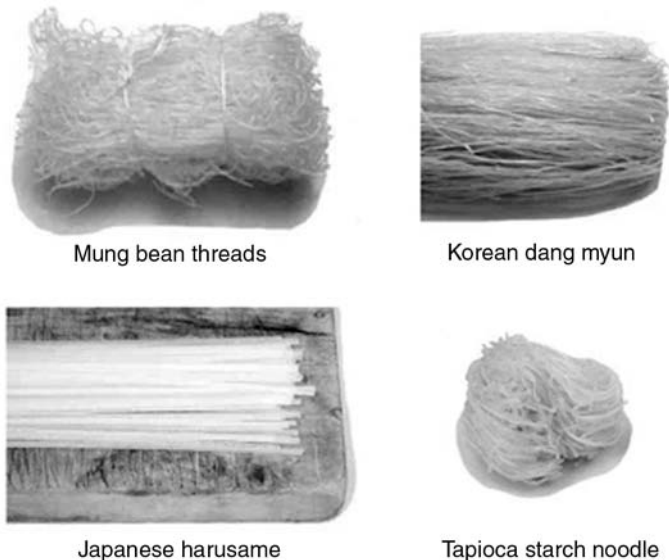 Mung bean threads
Korean dang myun
Japanese harusame
Tapioca starch noodle